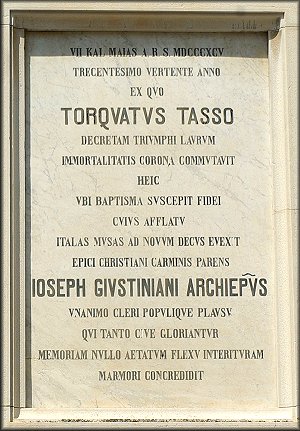 VII KAL MAIAS A R S MDCCCXCV
TRECENTESIMO VERTENTE ANNO
EX QVO
TORQVATVS TASSO
DECRETAM TRIVMPHI LAVRVM
IMMORTALITATIS CORONA COMMVTAVIT
HEIC
VBI BAPTISMA SVSCEPIT FIDEI
CVIVS AFFLATV
ITALAS MVSAS AD NOVVM DECVS EVEXIT
EPICI CHRISTIANI CARMINIS PARENS
IOSEPH GIVSTINIANI ARCHIEPVS
VNANIMO CLERI POPVLIQVE PLAVSV
QVI TANTO CIVE GLORIANTVR
MEMORIAM NVLLO AETATVM FLEXV INTERITVRAM
MARMORI CONCREDIDIT